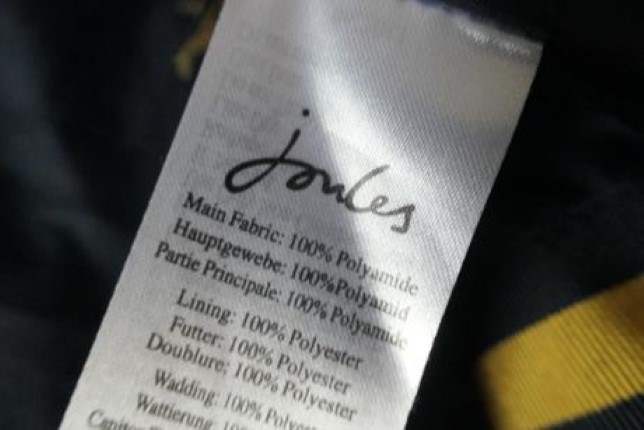 joules
Main Fabric: 100% Polyamide
Hauptgewebe: 100%Polyamid
Partie Principale: 100% Polyamide
Lining: 100% Polyester
Futter: 100% Polyester
Doublure: 100% Polyester
Wadding: 100%
Wattierung: